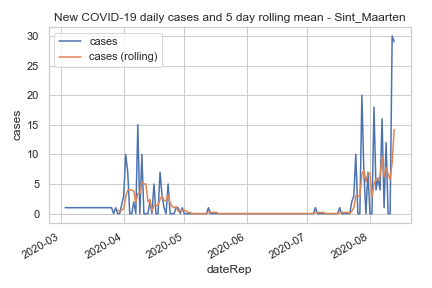 New COVID-19 daily cases and 5 day rolling mean - Sint_Maarten
cases
cases (rolling)
30
25
20
15
10
5
0
cases
2020-03
2020-04
2020-05
2020-06
2020-07
2020-08
dateRep